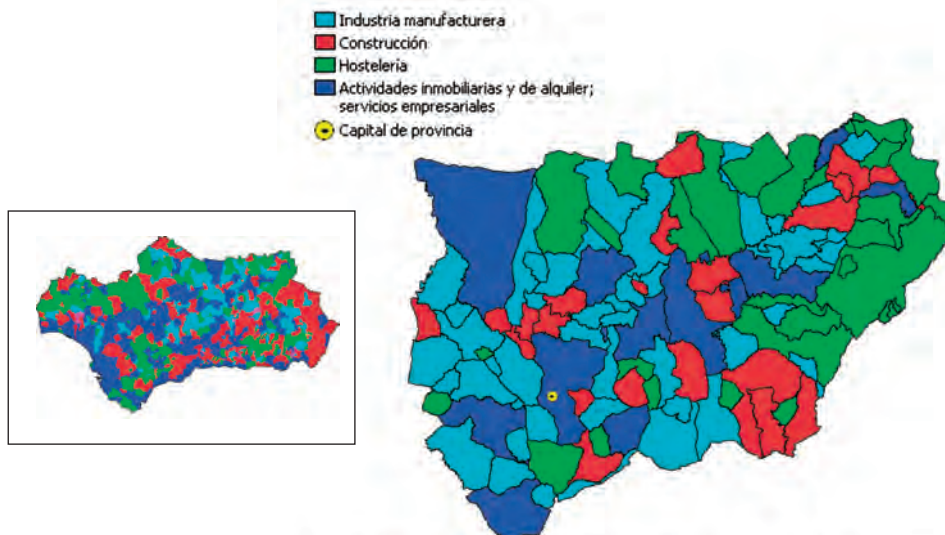 Industria manufacturera
Construcción
Hostelería
Actividades inmobiliarias y de alquiler;
servicios empresariales
Capital de provincia